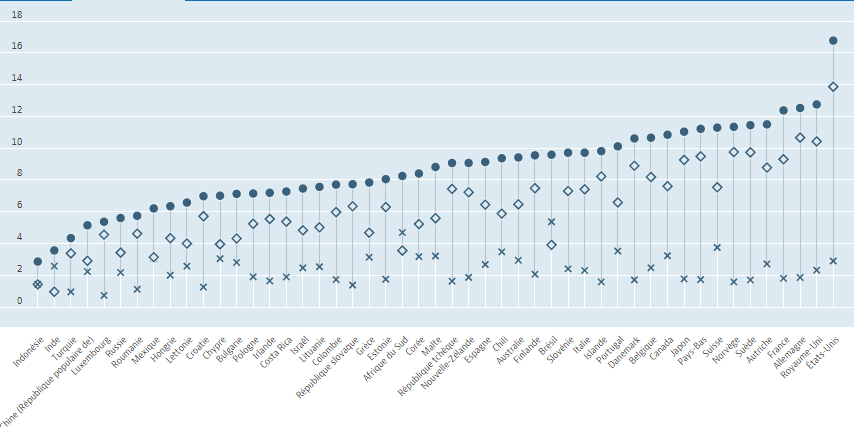 18
16
14
12
10
8
6
4
2
0
Indonésie
Inde
Turquie
Chine (République populaire de)
Luxembourg
Russie
Roumanie
Mexique
Hongrie
Lettonie
Croatie
Chypre
Bulgarie
Pologne
Irlande
Costa Rica
Israël
Lituanie
Colombie
République slovaque
Grèce
Estonie
Afrique du Sud
Corée
Malte
République tchèque
Nouvelle-Zélande
Espagne
Chili
Australie
Finlande
Brésil
Slovénie
Italie
Islande
Portugal
Danemark
Belgique
Canada
Japon
Pays-Bas
Suisse
Norvège
Suède
Autriche
France
Allemagne
Royaume-Uni
États-Unis